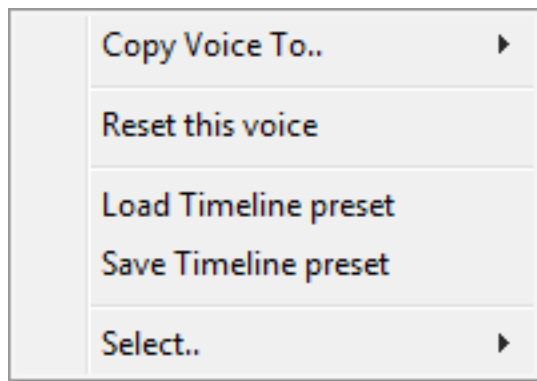 Copy Voice To..
Reset this voice
Load Timeline preset
Save Timeline preset
Select..